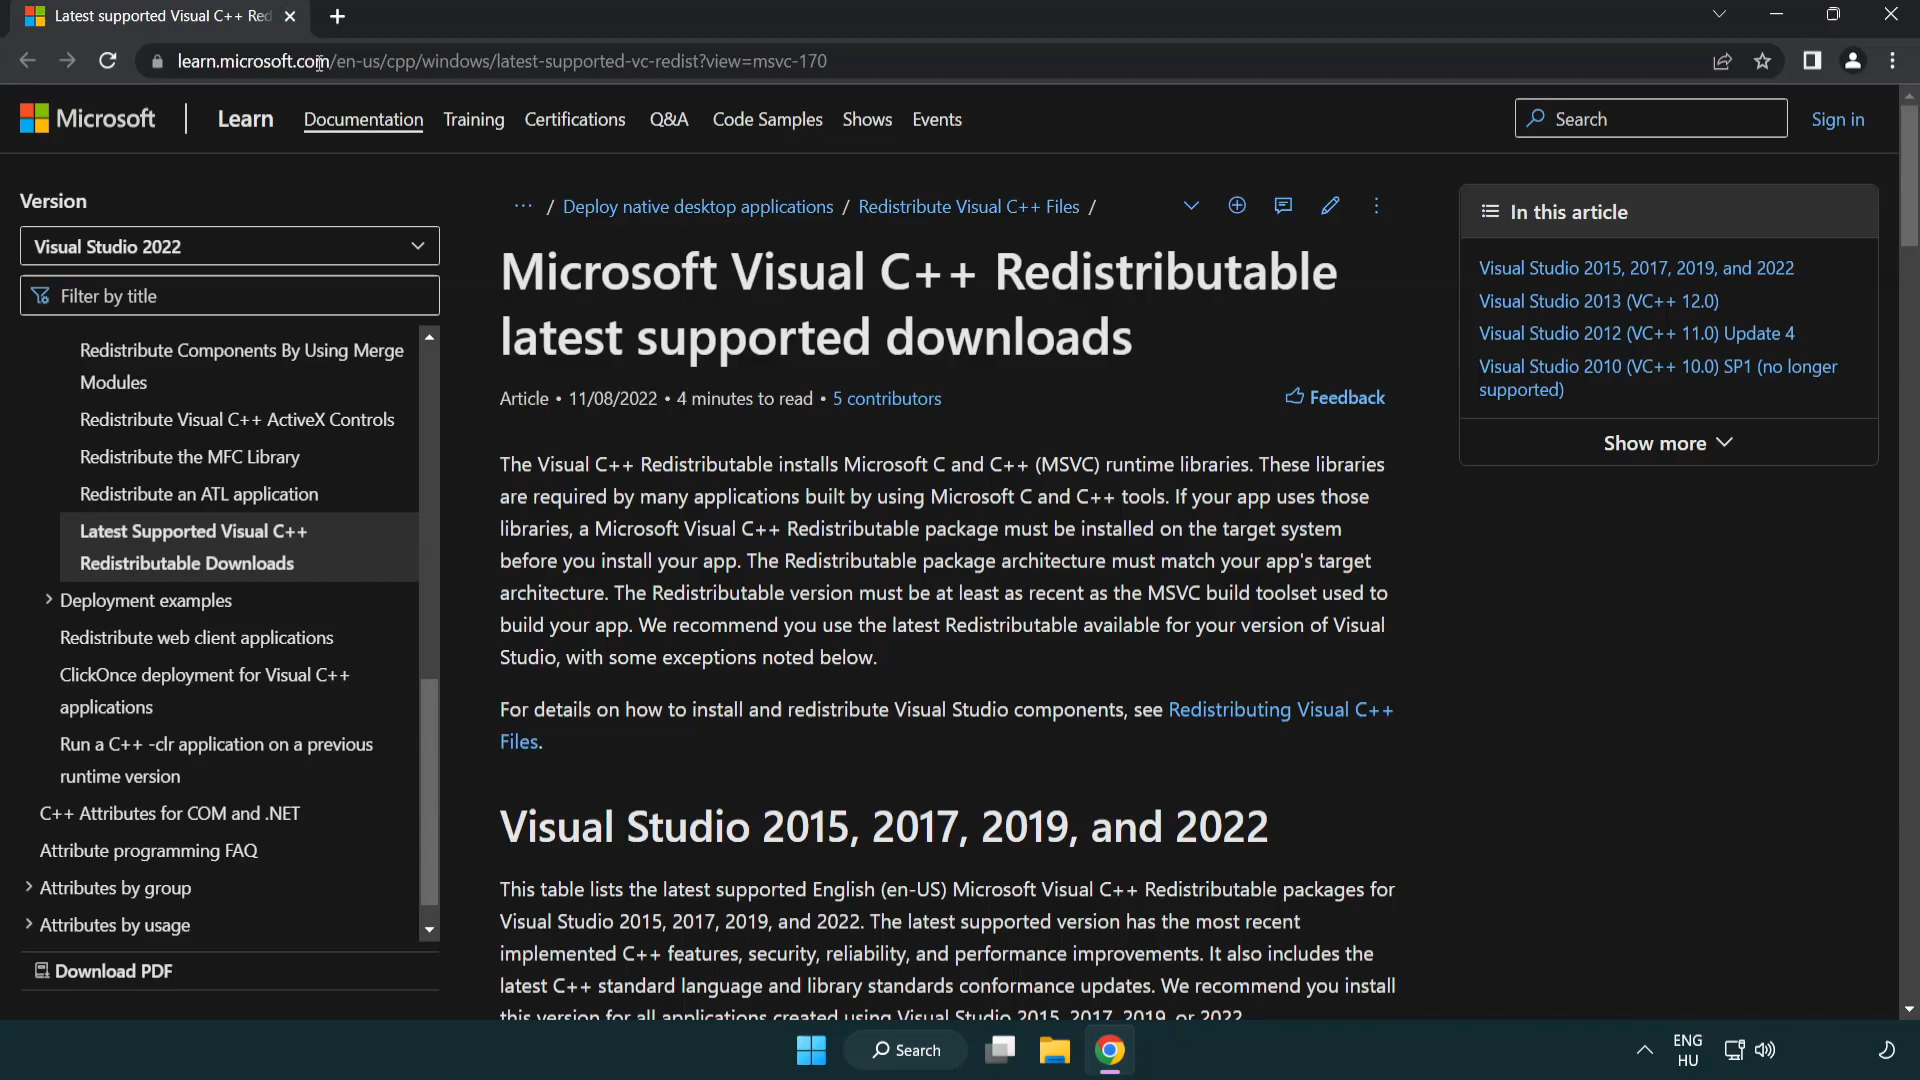 Latest supported Visual C++ Red
learn.microsoft.com/en-us/cpp/windows/latest-supported-vc-redist?view=msvc-170
Microsoft
Learn
Documentation
Training
Certifications
Q&A
Code Samples
Shows
Events
Search
Sign in
Version
Visual Studio 2022
Filter by title
Redistribute Components By Using Merge
Modules
Redistribute Visual C++ ActiveX Controls
Redistribute the MFC Library
Redistribute an ATL application
Latest Supported Visual C++
Redistributable Downloads
Deployment examples
Redistribute web client applications
ClickOnce deployment for Visual C++
applications
Run a C++ -clr application on a previous
runtime version
C++ Attributes for COM and .NET
Attribute programming FAQ
Attributes by group
Attributes by usage
Download PDF
... / Deploy native desktop applications / Redistribute Visual C++ Files /
Microsoft Visual C++ Redistributable
latest supported downloads
Article • 11/08/2022 • 4 minutes to read • 5 contributors
Feedback
The Visual C++ Redistributable installs Microsoft C and C++ (MSVC) runtime libraries. These libraries
are required by many applications built by using Microsoft C and C++ tools. If your app uses those
libraries, a Microsoft Visual C++ Redistributable package must be installed on the target system
before you install your app. The Redistributable package architecture must match your app's target
architecture. The Redistributable version must be at least as recent as the MSVC build toolset used to
build your app. We recommend you use the latest Redistributable available for your version of Visual
Studio, with some exceptions noted below.
For details on how to install and redistribute Visual Studio components, see Redistributing Visual C++
Files.
Visual Studio 2015, 2017, 2019, and 2022
This table lists the latest supported English (en-US) Microsoft Visual C++ Redistributable packages for
Visual Studio 2015, 2017, 2019, and 2022. The latest supported version has the most recent
implemented C++ features, security, reliability, and performance improvements. It also includes the
latest C++ standard language and library standards conformance updates. We recommend you install
this version for all applications created using Visual Studio 2015, 2017, 2019, or 2022.
In this article
Visual Studio 2015, 2017, 2019, and 2022
Visual Studio 2013 (VC++ 12.0)
Visual Studio 2012 (VC++ 11.0) Update 4
Visual Studio 2010 (VC++ 10.0) SP1 (no longer
supported)
Show more
Search
ENG
HU